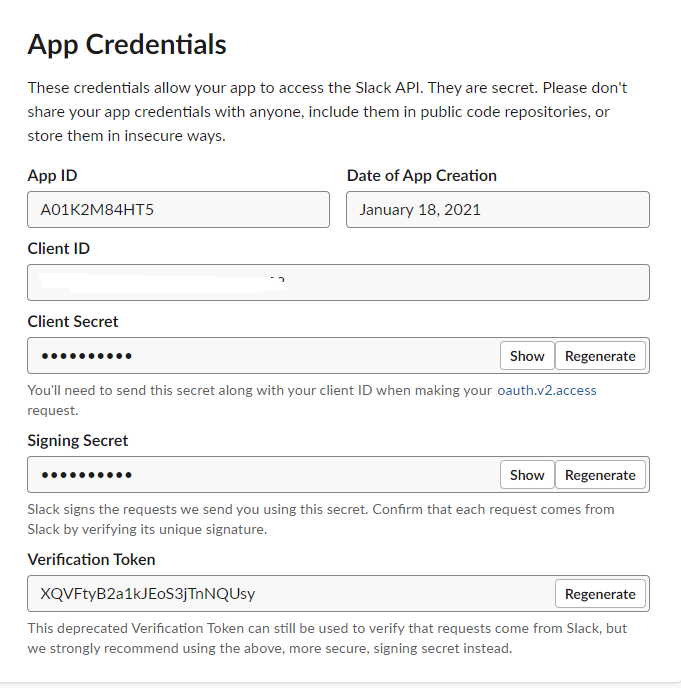 App Credentials
These credentials allow your app to access the Slack API. They are secret. Please don't
share your app credentials with anyone, include them in public code repositories, or
store them in insecure ways.
App ID
Date of App Creation
A01K2M84HT5
January 18, 2021
Client ID
Client Secret
••••••••••
Show
Regenerate
You'll need to send this secret along with your client ID when making your oauth.v2.access
request.
Signing Secret
••••••••••
Show
Regenerate
Slack signs the requests we send you using this secret. Confirm that each request comes from
Slack by verifying its unique signature.
Verification Token
XQVFtyB2a1kJEoS3jTnNQUsy
Regenerate
This deprecated Verification Token can still be used to verify that requests come from Slack, but
we strongly recommend using the above, more secure, signing secret instead.